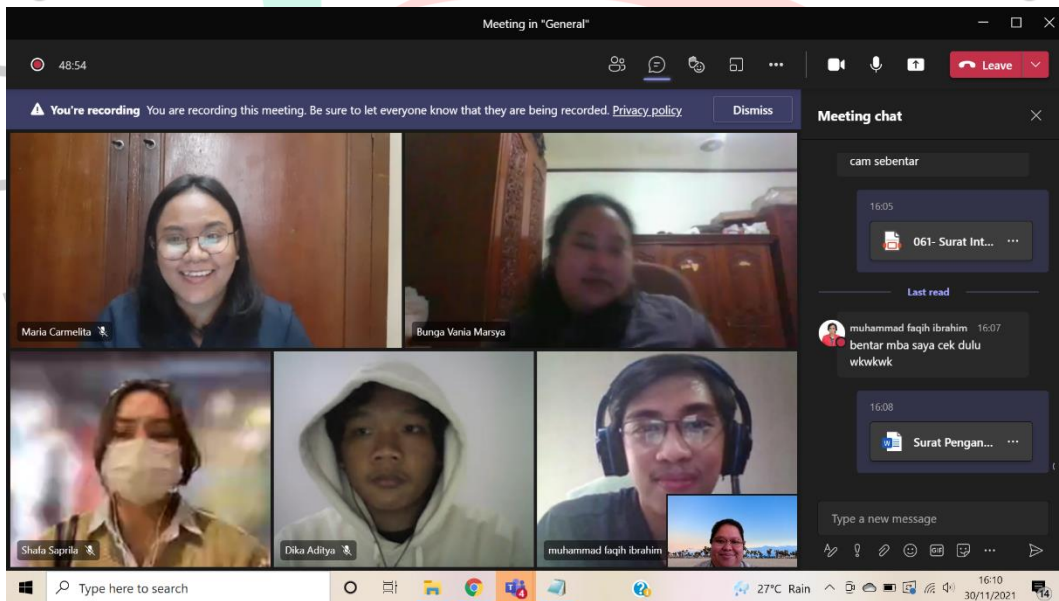 Meeting in "General"
48:54
Leave
You're recording You are recording this meeting. Be sure to let everyone know that they are being recorded. Privacy policy
Dismiss
Meeting chat
cam sebentar
16:05
061- Surat Int...
Last read
muhammad faqih ibrahim 16:07
bentar mba saya cek dulu
wkwkwk
16:08
Surat Pengan...
Maria Carmelita
Bunga Vania Marsya
Shafa Saprila
Dika Aditya
muhammad faqih ibrahim
Type a new message
GIF
Type here to search
27°C Rain
16:10
30/11/2021
14